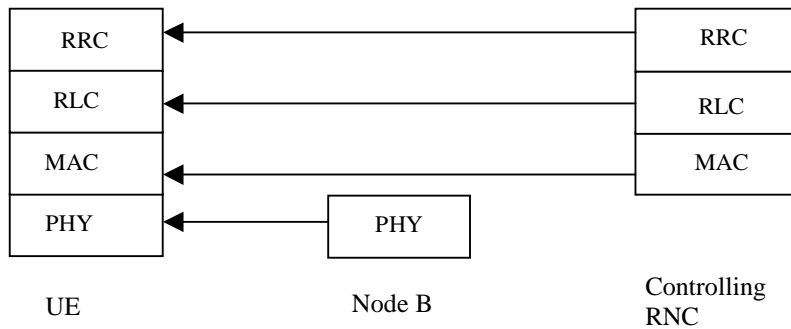 RRC
RRC
RLC
RLC
MAC
MAC
PHY
PHY
UE
Node B
Controlling
RNC